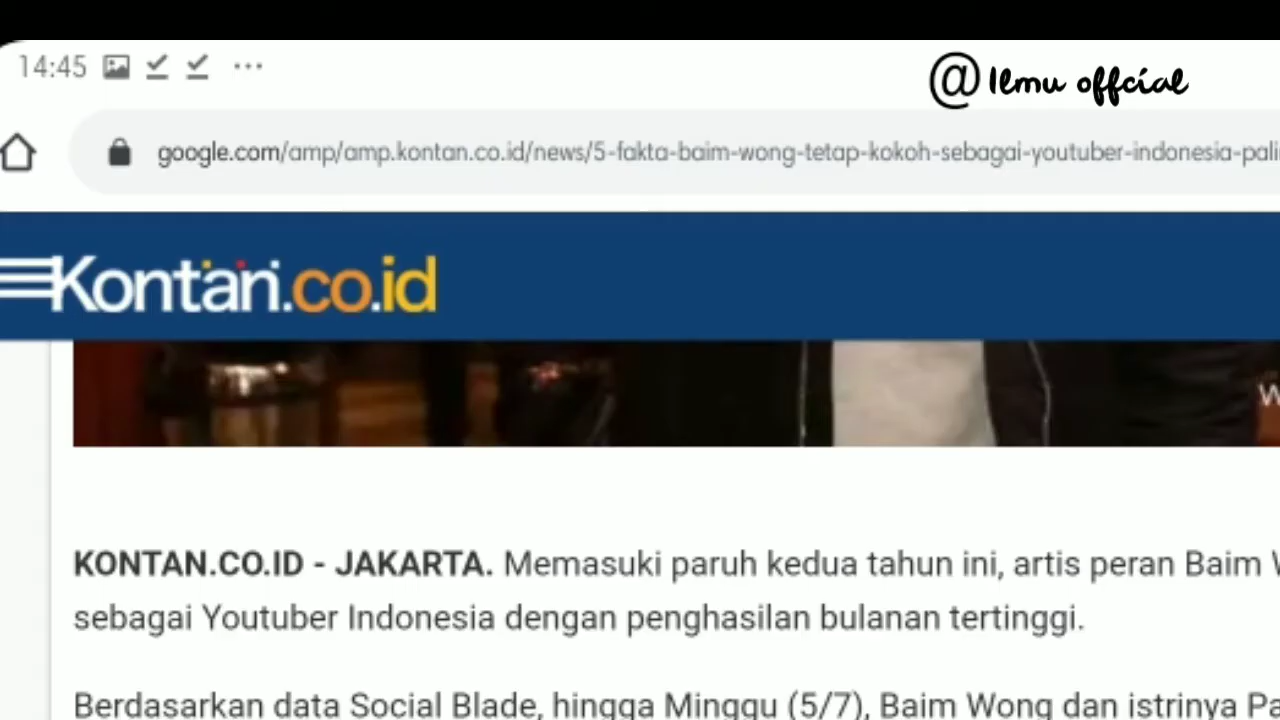 14:45
@ Ilmu offcial
google.com/amp/amp.kontan.co.id/news/5-fakta-baim-wong-tetap-kokoh-sebagai-youtuber-indonesia-pali
Kontan.co.id
KONTAN.CO.ID - JAKARTA. Memasuki paruh kedua tahun ini, artis peran Baim
sebagai Youtuber Indonesia dengan penghasilan bulanan tertinggi.
Berdasarkan data Social Blade, hingga Minggu (5/7), Baim Wong dan istrinya Pa